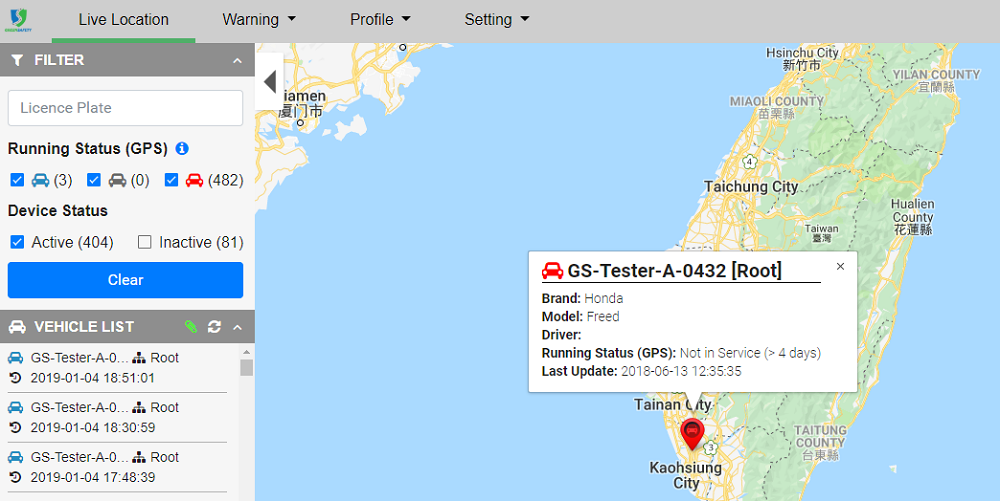 Live Location
Warning
Profile
Setting
FILTER
Licence Plate
Running Status (GPS)
(3) (0) (482)
Device Status
Active (404) Inactive (81)
Clear
VEHICLE LIST
GS-Tester-A-0... Root
2019-01-04 18:51:01
GS-Tester-A-0... Root
2019-01-04 18:30:59
GS-Tester-A-0... Root
2019-01-04 17:48:39
iamen
厦门市
Hsinchu City
新竹市
YILAN COUNTY
宜蘭縣
MIAOLI COUNTY
苗栗縣
4
Taichung City
Hualien
County
花蓮縣
Taiwan
臺灣
GS-Tester-A-0432 [Root]
×
Brand: Honda
Model: Freed
Driver:
Running Status (GPS): Not in Service (> 4 days)
Last Update: 2018-06-13 12:35:35
Tainan City
3
Kaohsiung
City
TAITUNG
COUNTY
台東縣